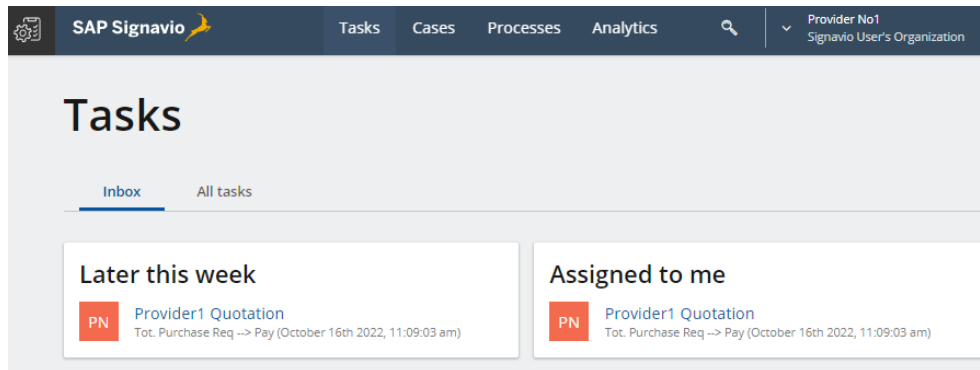 SAP Signavio
Tasks
Cases
Processes
Analytics
Provider No1
Signavio User's Organization
Tasks
Inbox
All tasks
Later this week
PN
Provider1 Quotation
Tot. Purchase Req --> Pay (October 16th 2022, 11:09:03 am)
Assigned to me
PN
Provider1 Quotation
Tot. Purchase Req --> Pay (October 16th 2022, 11:09:03 am)